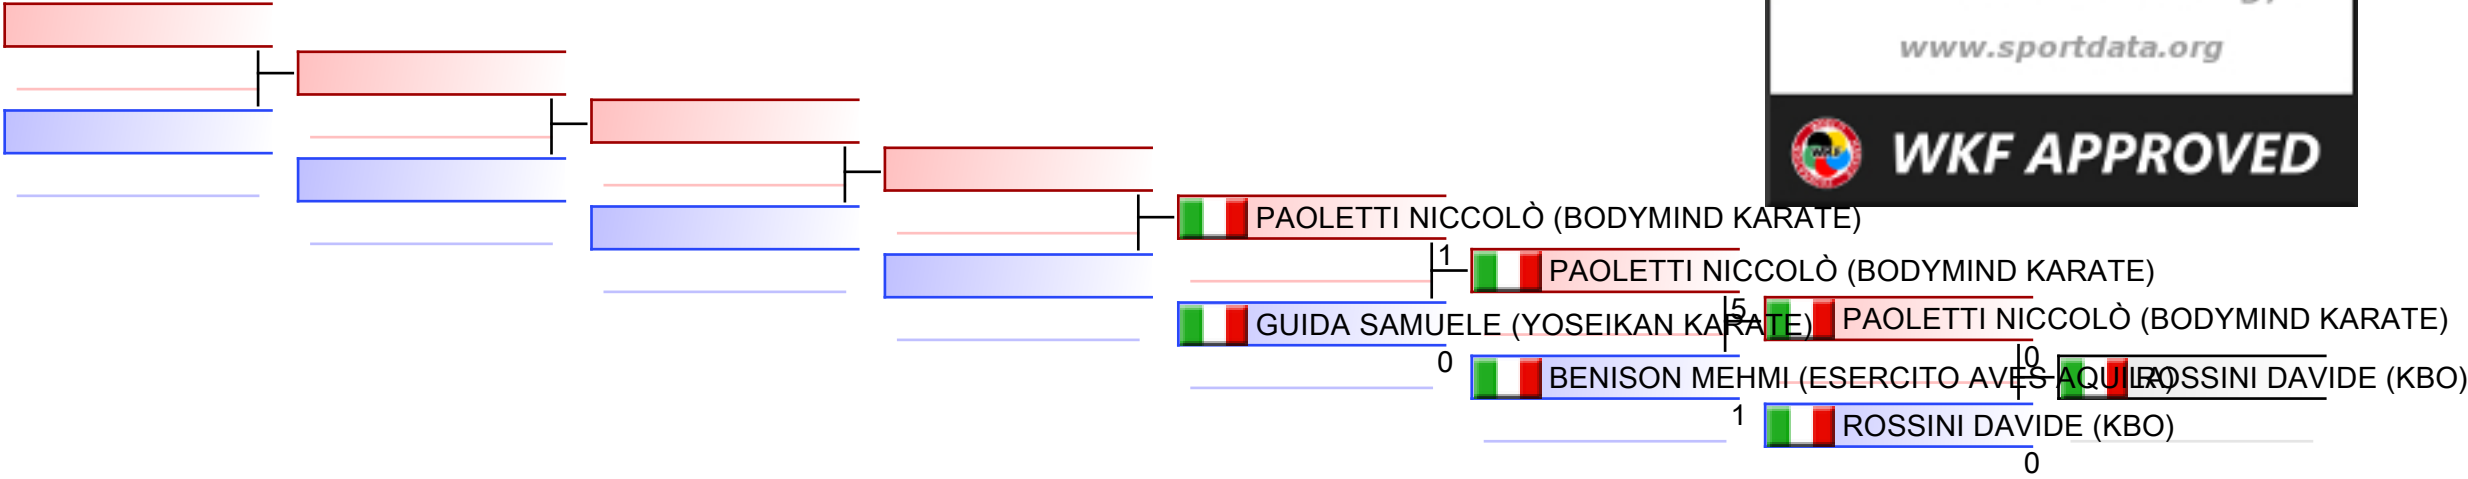 www.sportdata.org
WKF APPROVED
PAOLETTI NICCOLÒ (BODYMIND KARATE)
1
PAOLETTI NICCOLÒ (BODYMIND KARATE)
5
PAOLETTI NICCOLÒ (BODYMIND KARATE)
GUIDA SAMUELE (YOSEIKAN KARATE)
0
0
BENISON MEHMI (ESERCITO AVES AQUILA)
ROSSINI DAVIDE (KBO)
1
ROSSINI DAVIDE (KBO)
0